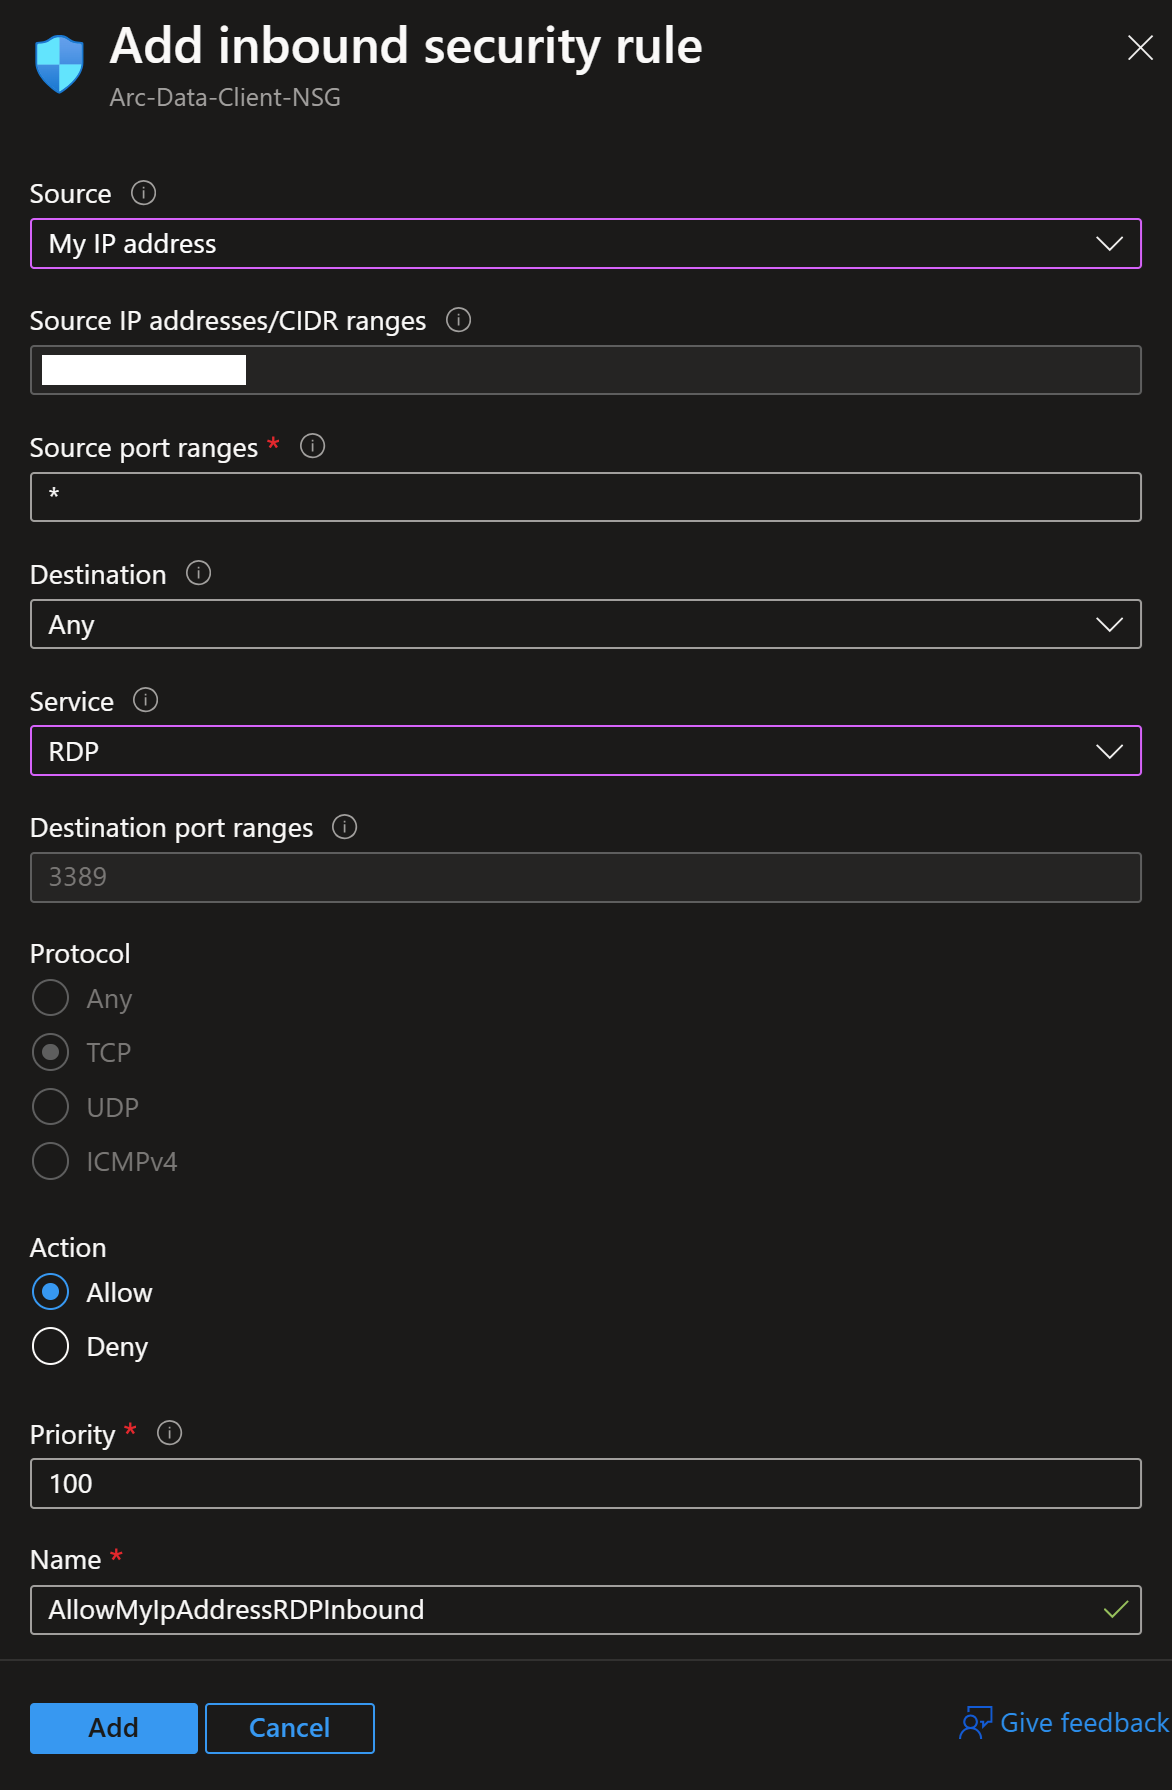 Add inbound security rule
Arc-Data-Client-NSG
Source
My IP address
Source IP addresses/CIDR ranges
Source port ranges *
*
Destination
Any
Service
RDP
Destination port ranges
3389
Protocol
Any
TCP
UDP
ICMPv4
Action
Allow
Deny
Priority *
100
Name *
AllowMyIpAddressRDPInbound
Add
Cancel
Give feedback